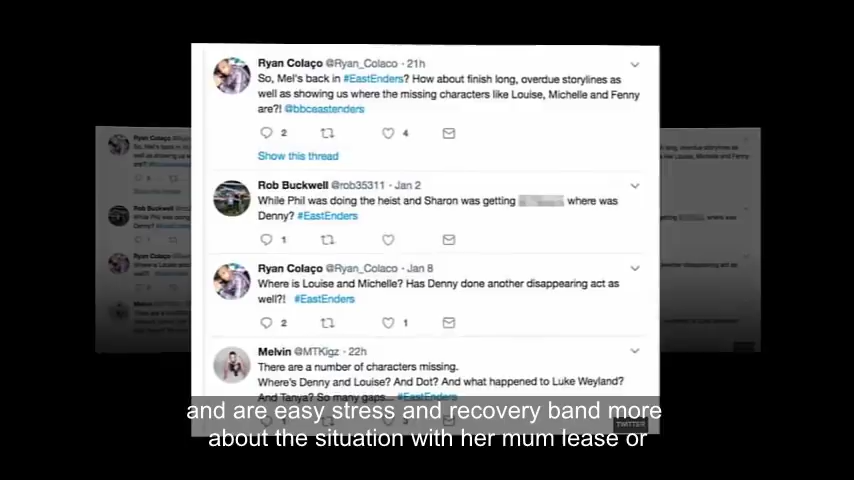 Ryan Colaço @Ryan_Colaco · 21h
So, Mel's back in #EastEnders? How about finish long, overdue storylines as
well as showing us where the missing characters like Louise, Michelle and Fenny
are?! @bbceastenders
2 4
Show this thread
Rob Buckwell @rob35311 · Jan 2
While Phil was doing the heist and Sharon was getting where was
Denny? #EastEnders
1
Ryan Colaço @Ryan_Colaco · Jan 8
Where is Louise and Michelle? Has Denny done another disappearing act as
well?! #EastEnders
2 1
Melvin @MTKigz · 22h
There are a number of characters missing.
Where's Denny and Louise? And Dot? And what happened to Luke Weyland?
And Tanya? So many gaps... #EastEnders
TWITTER
and are easy stress and recovery band more
about the situation with her mum lease or